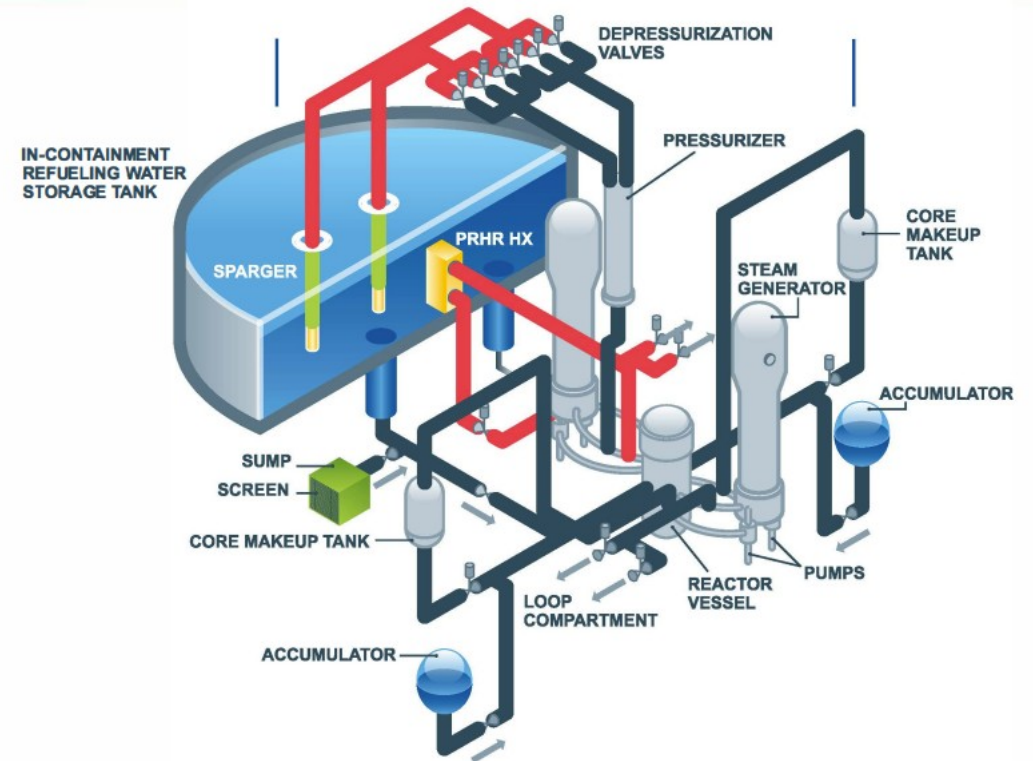 DEPRESSURIZATION
VALVES
IN-CONTAINMENT
REFUELING WATER
STORAGE TANK
PRESSURIZER
CORE
MAKEUP
TANK
PRHR HX
SPARGER
STEAM
GENERATOR
ACCUMULATOR
SUMP
SCREEN
CORE MAKEUP TANK
PUMPS
REACTOR
VESSEL
LOOP
COMPARTMENT
ACCUMULATOR